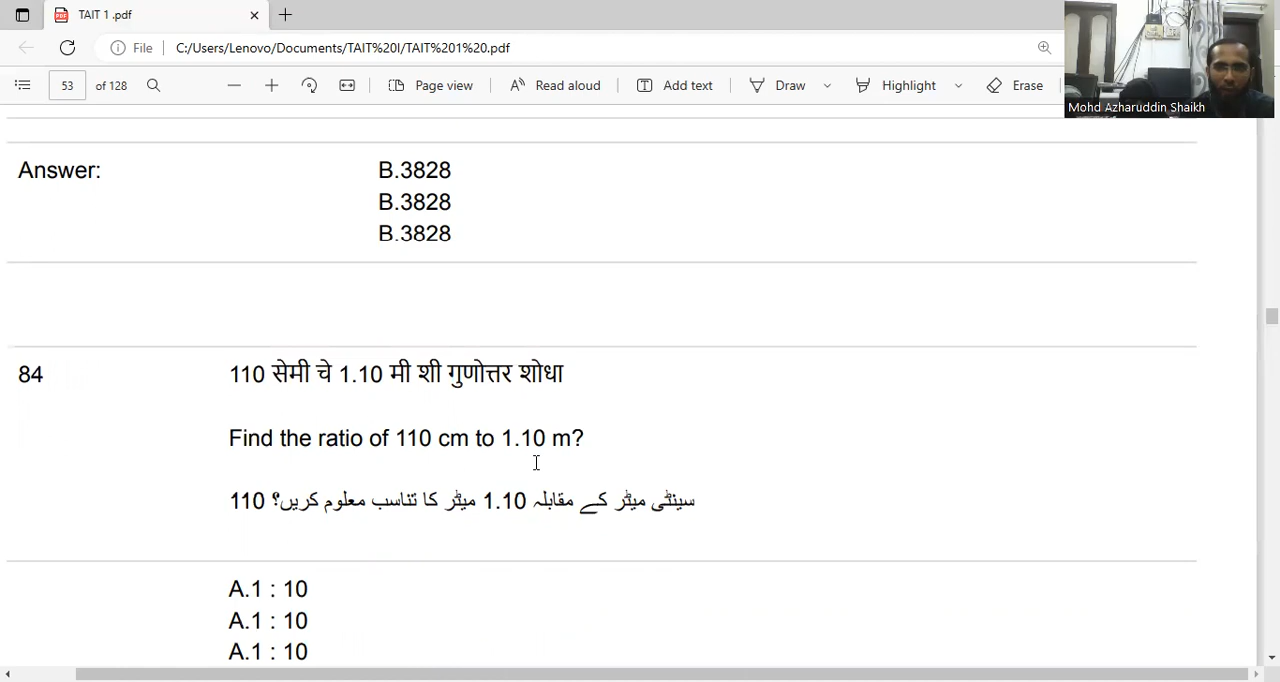 TAIT 1 .pdf
File
C:/Users/Lenovo/Documents/TAIT%20I/TAIT%201%20.pdf
53 of 128
Page view
Read aloud
Add text
Draw
Highlight
Erase
Mohd Azharuddin Shaikh
Answer: B.3828
B.3828
B.3828
84 110 सेमी चे 1.10 मी शी गुणोत्तर शोधा
Find the ratio of 110 cm to 1.10 m?
110 سینٹی میٹر کے مقابلہ 1.10 میٹر کا تناسب معلوم کریں؟
A.1 : 10
A.1 : 10
A.1 : 10